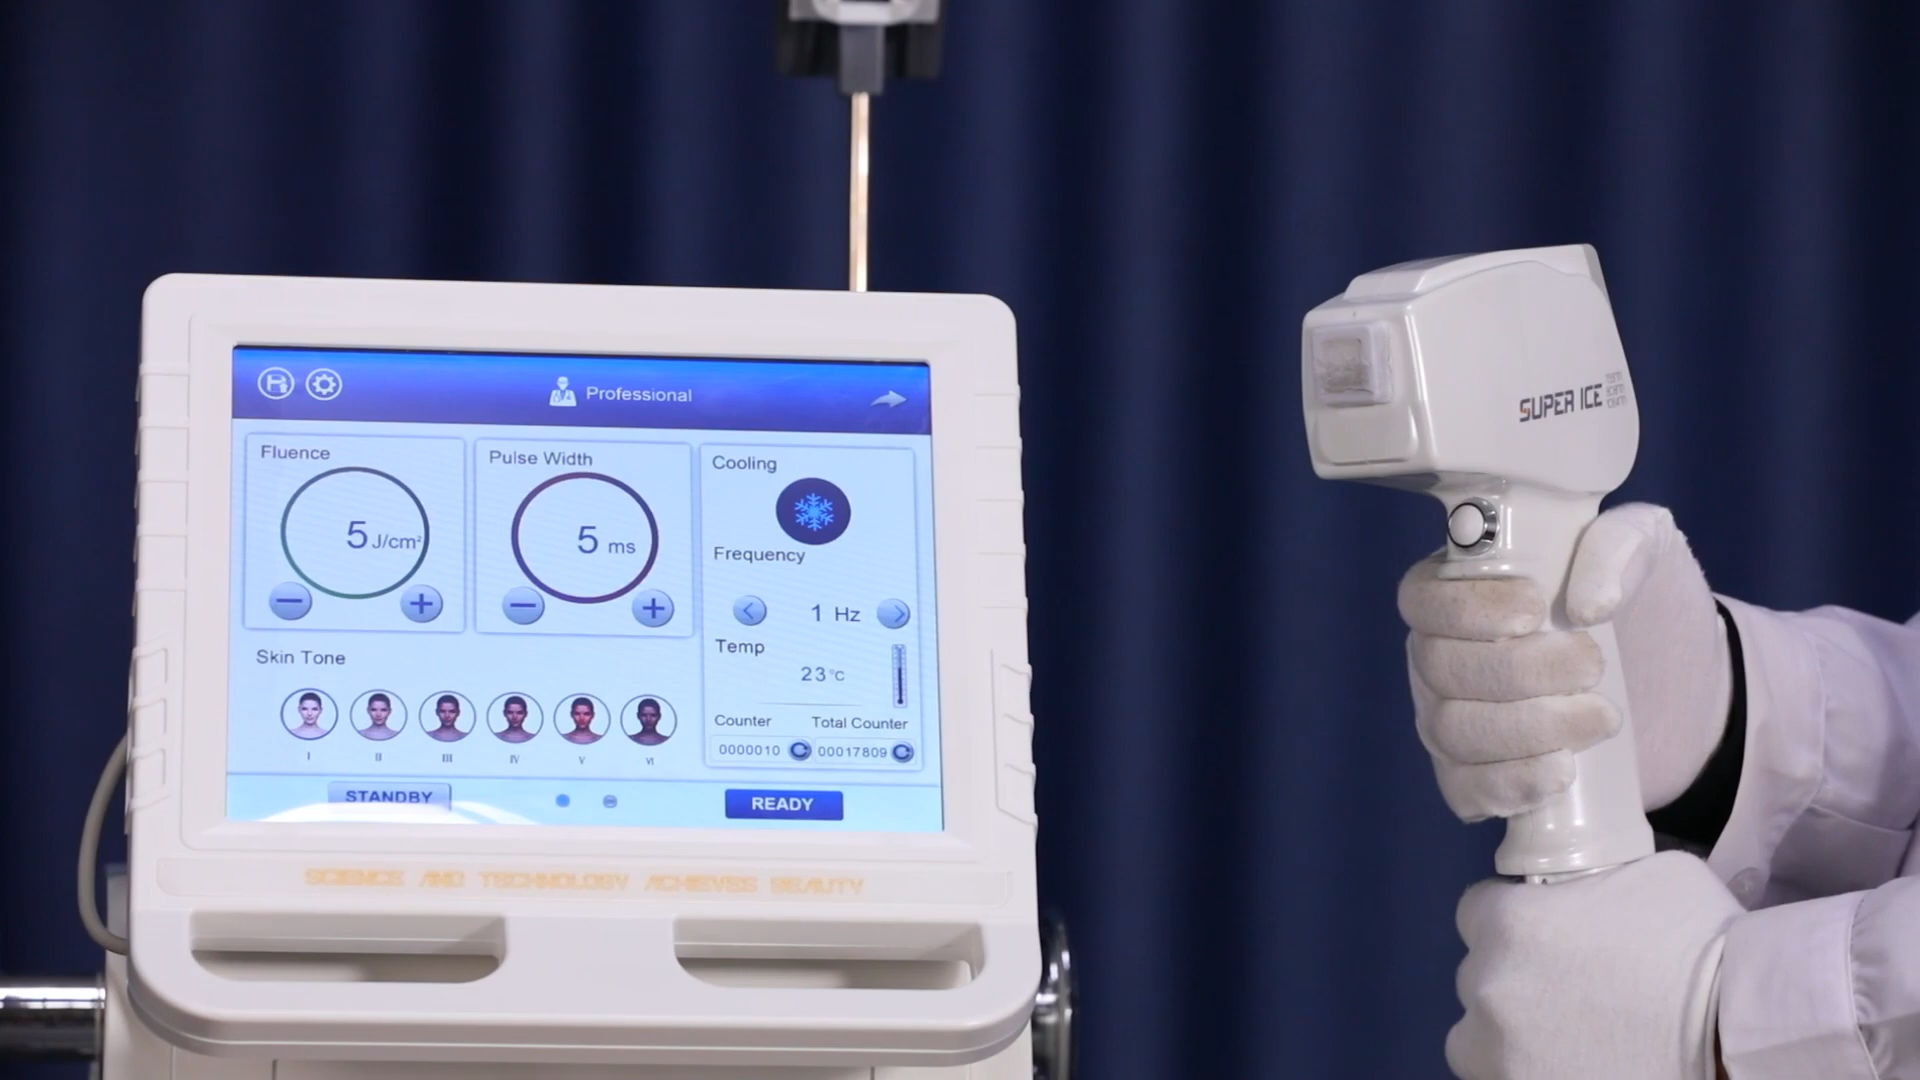 Professional
Fluence
5 J/cm²
Pulse Width
5 ms
Cooling
Frequency
1 Hz
Temp
23 °C
Counter
Total Counter
0000010
00017809
Skin Tone
I
II
III
IV
V
VI
STANDBY
READY
SCIENCE AND TECHNOLOGY ACHIEVES BEAUTY
SUPER ICE